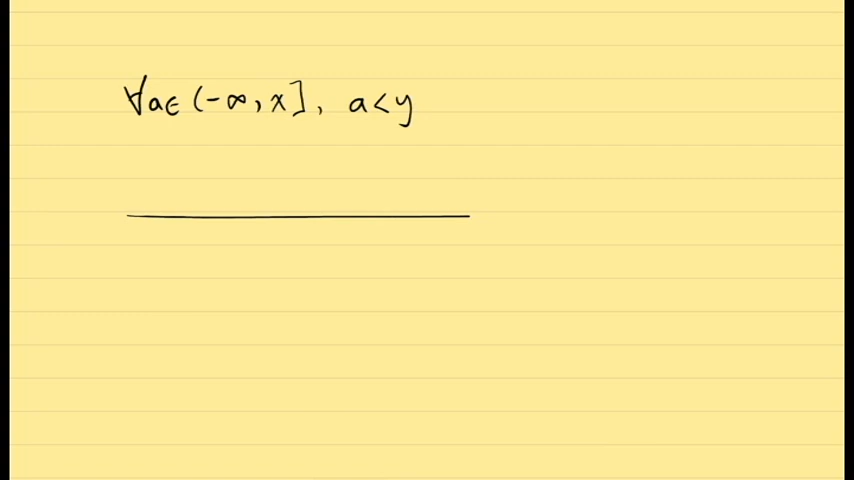 ∀a∈ (-∞, x], a<y